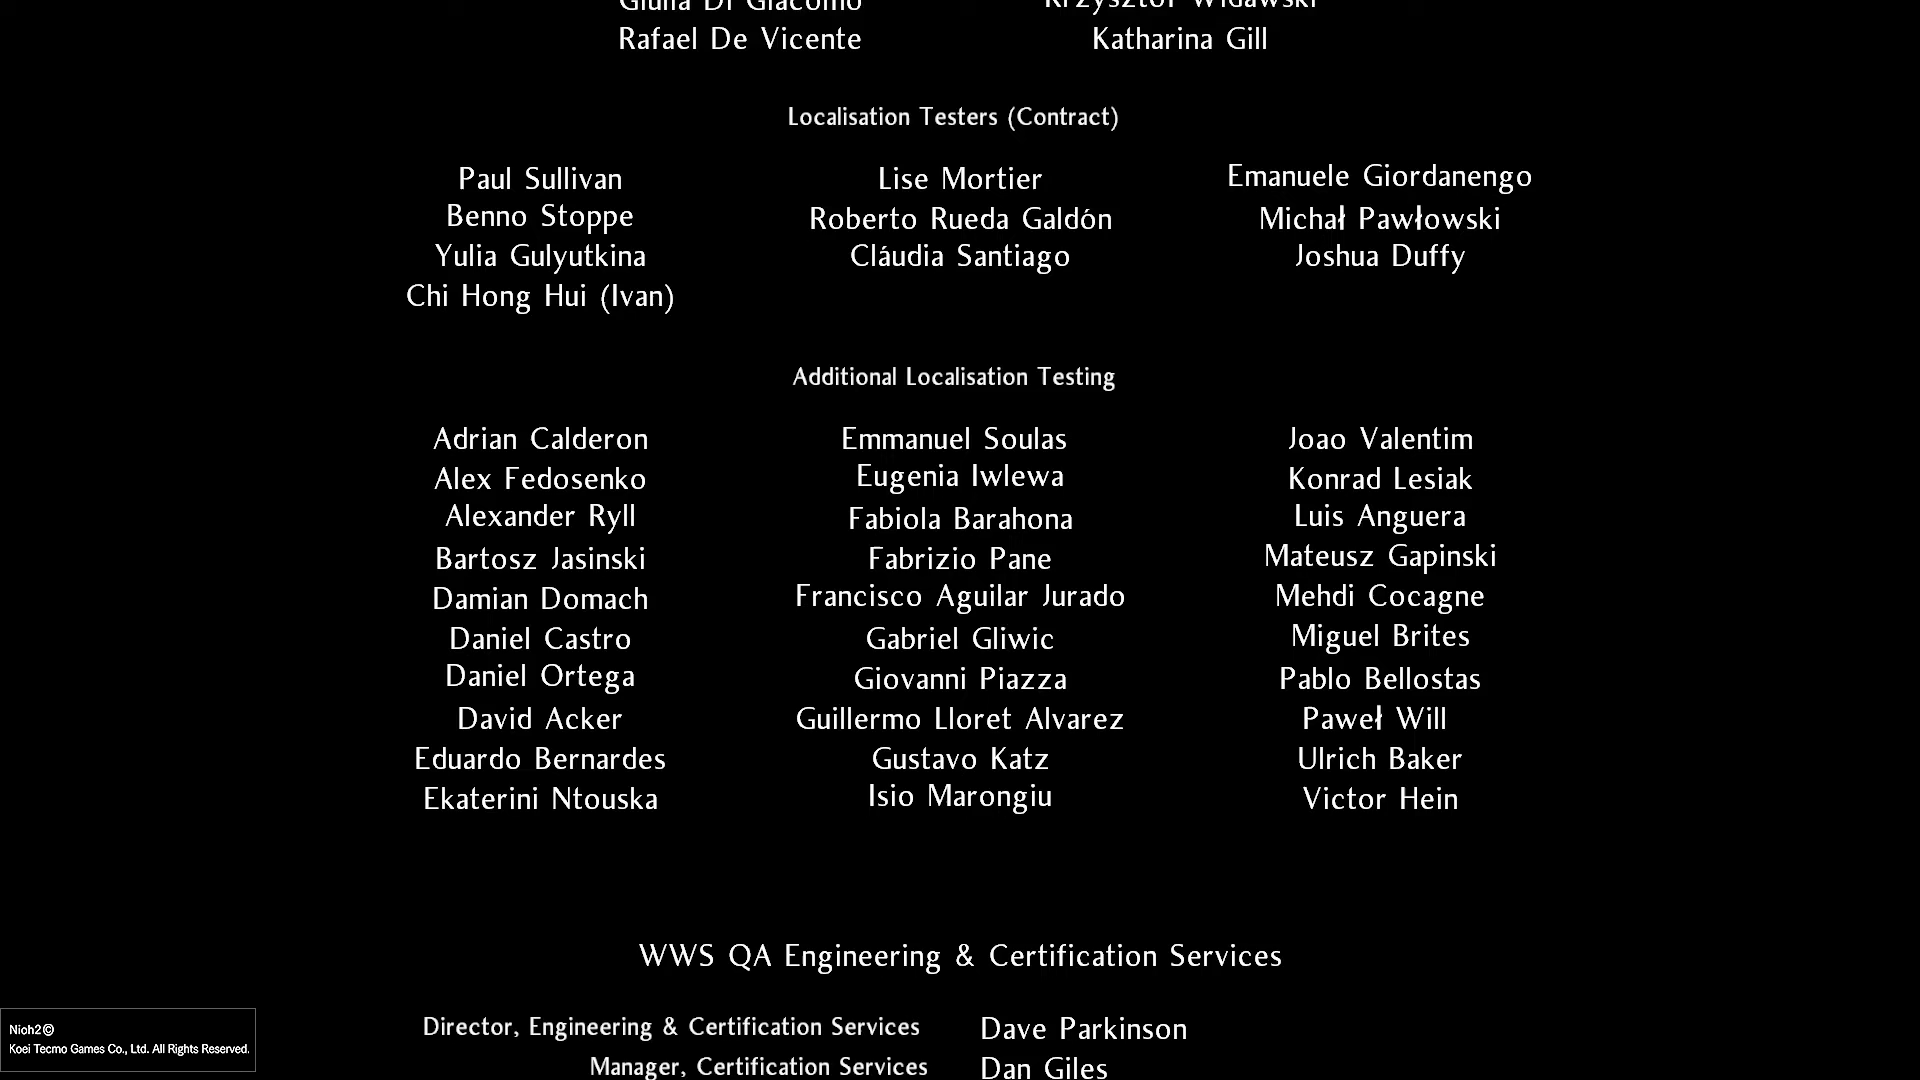 Giulia Di Giacomo Krzysztof Widawski
Rafael De Vicente Katharina Gill
Localisation Testers (Contract)
Paul Sullivan Lise Mortier Emanuele Giordanengo
Benno Stoppe Roberto Rueda Galdón Michał Pawłowski
Yulia Gulyutkina Cláudia Santiago Joshua Duffy
Chi Hong Hui (Ivan)
Additional Localisation Testing
Adrian Calderon Emmanuel Soulas Joao Valentim
Alex Fedosenko Eugenia Iwlewa Konrad Lesiak
Alexander Ryll Fabiola Barahona Luis Anguera
Bartosz Jasinski Fabrizio Pane Mateusz Gapinski
Damian Domach Francisco Aguilar Jurado Mehdi Cocagne
Daniel Castro Gabriel Gliwic Miguel Brites
Daniel Ortega Giovanni Piazza Pablo Bellostas
David Acker Guillermo Lloret Alvarez Paweł Will
Eduardo Bernardes Gustavo Katz Ulrich Baker
Ekaterini Ntouska Isio Marongiu Victor Hein
WWS QA Engineering & Certification Services
Director, Engineering & Certification Services Dave Parkinson
Manager, Certification Services Dan Giles
Nioh2©
Koei Tecmo Games Co., Ltd. All Rights Reserved.